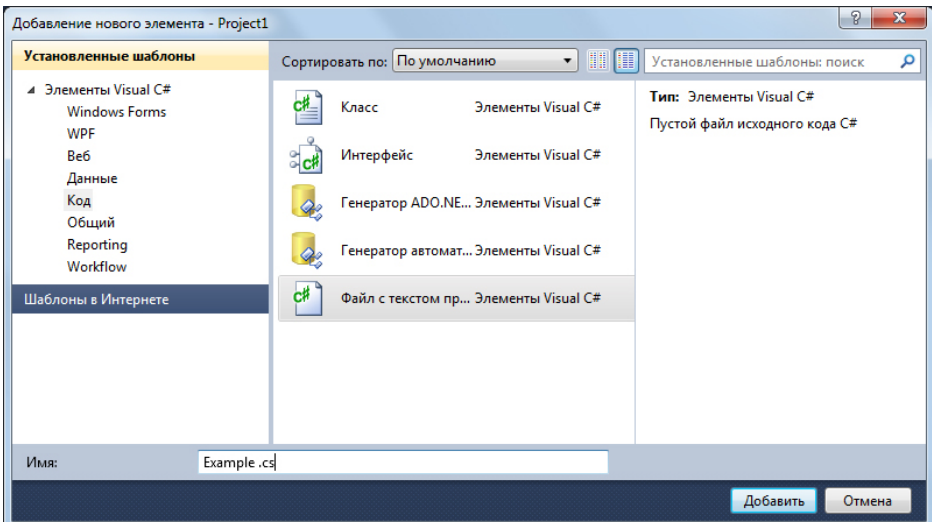 Добавление нового элемента - Project1
Установленные шаблоны
Элементы Visual C#
Windows Forms
WPF
Веб
Данные
Код
Общий
Reporting
Workflow
Шаблоны в Интернете
Сортировать по: По умолчанию
Установленные шаблоны: поиск
C# Класс Элементы Visual C#
C# Интерфейс Элементы Visual C#
Генератор ADO.NE... Элементы Visual C#
Генератор автомат... Элементы Visual C#
C# Файл с текстом пр... Элементы Visual C#
Тип: Элементы Visual C#
Пустой файл исходного кода C#
Имя: Example .cs
Добавить Отмена